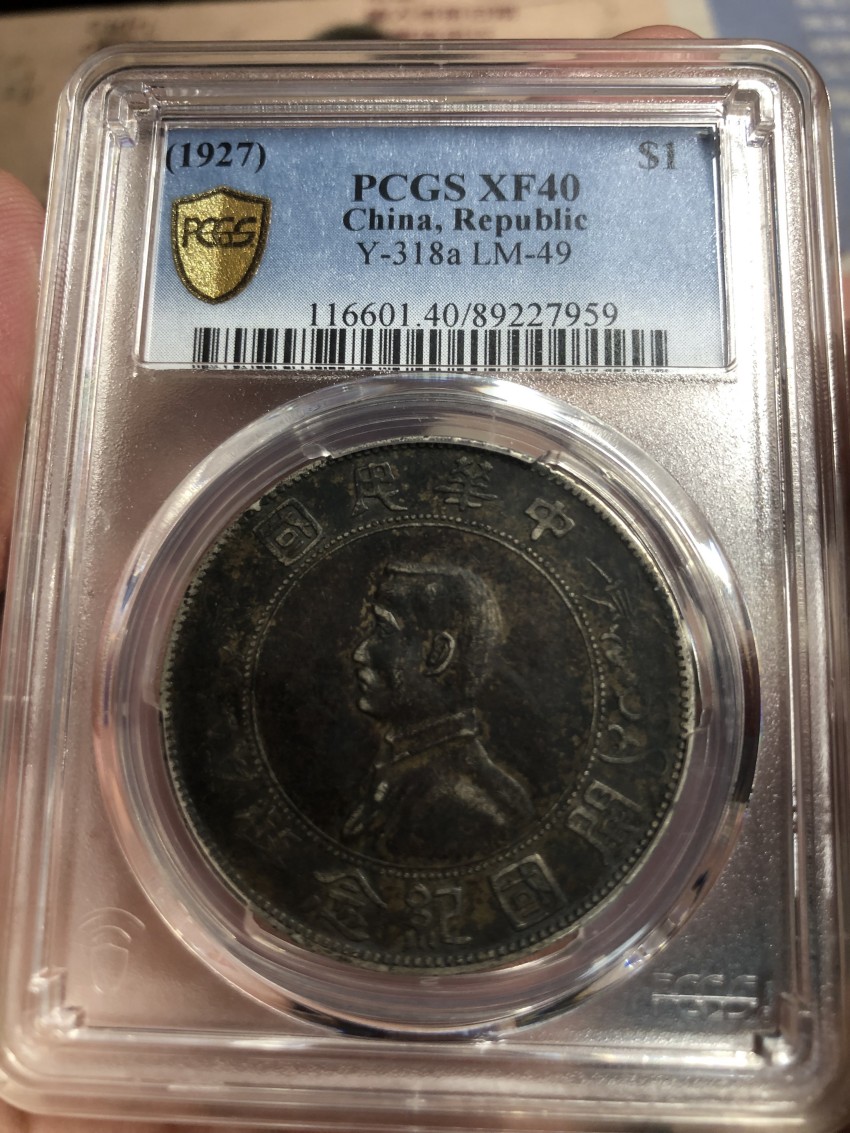 (1927)
$1
PCGS XF40
China, Republic
Y-318a LM-49
PCGS
116601.40/89227959
中華民國
開國紀念
PCGS